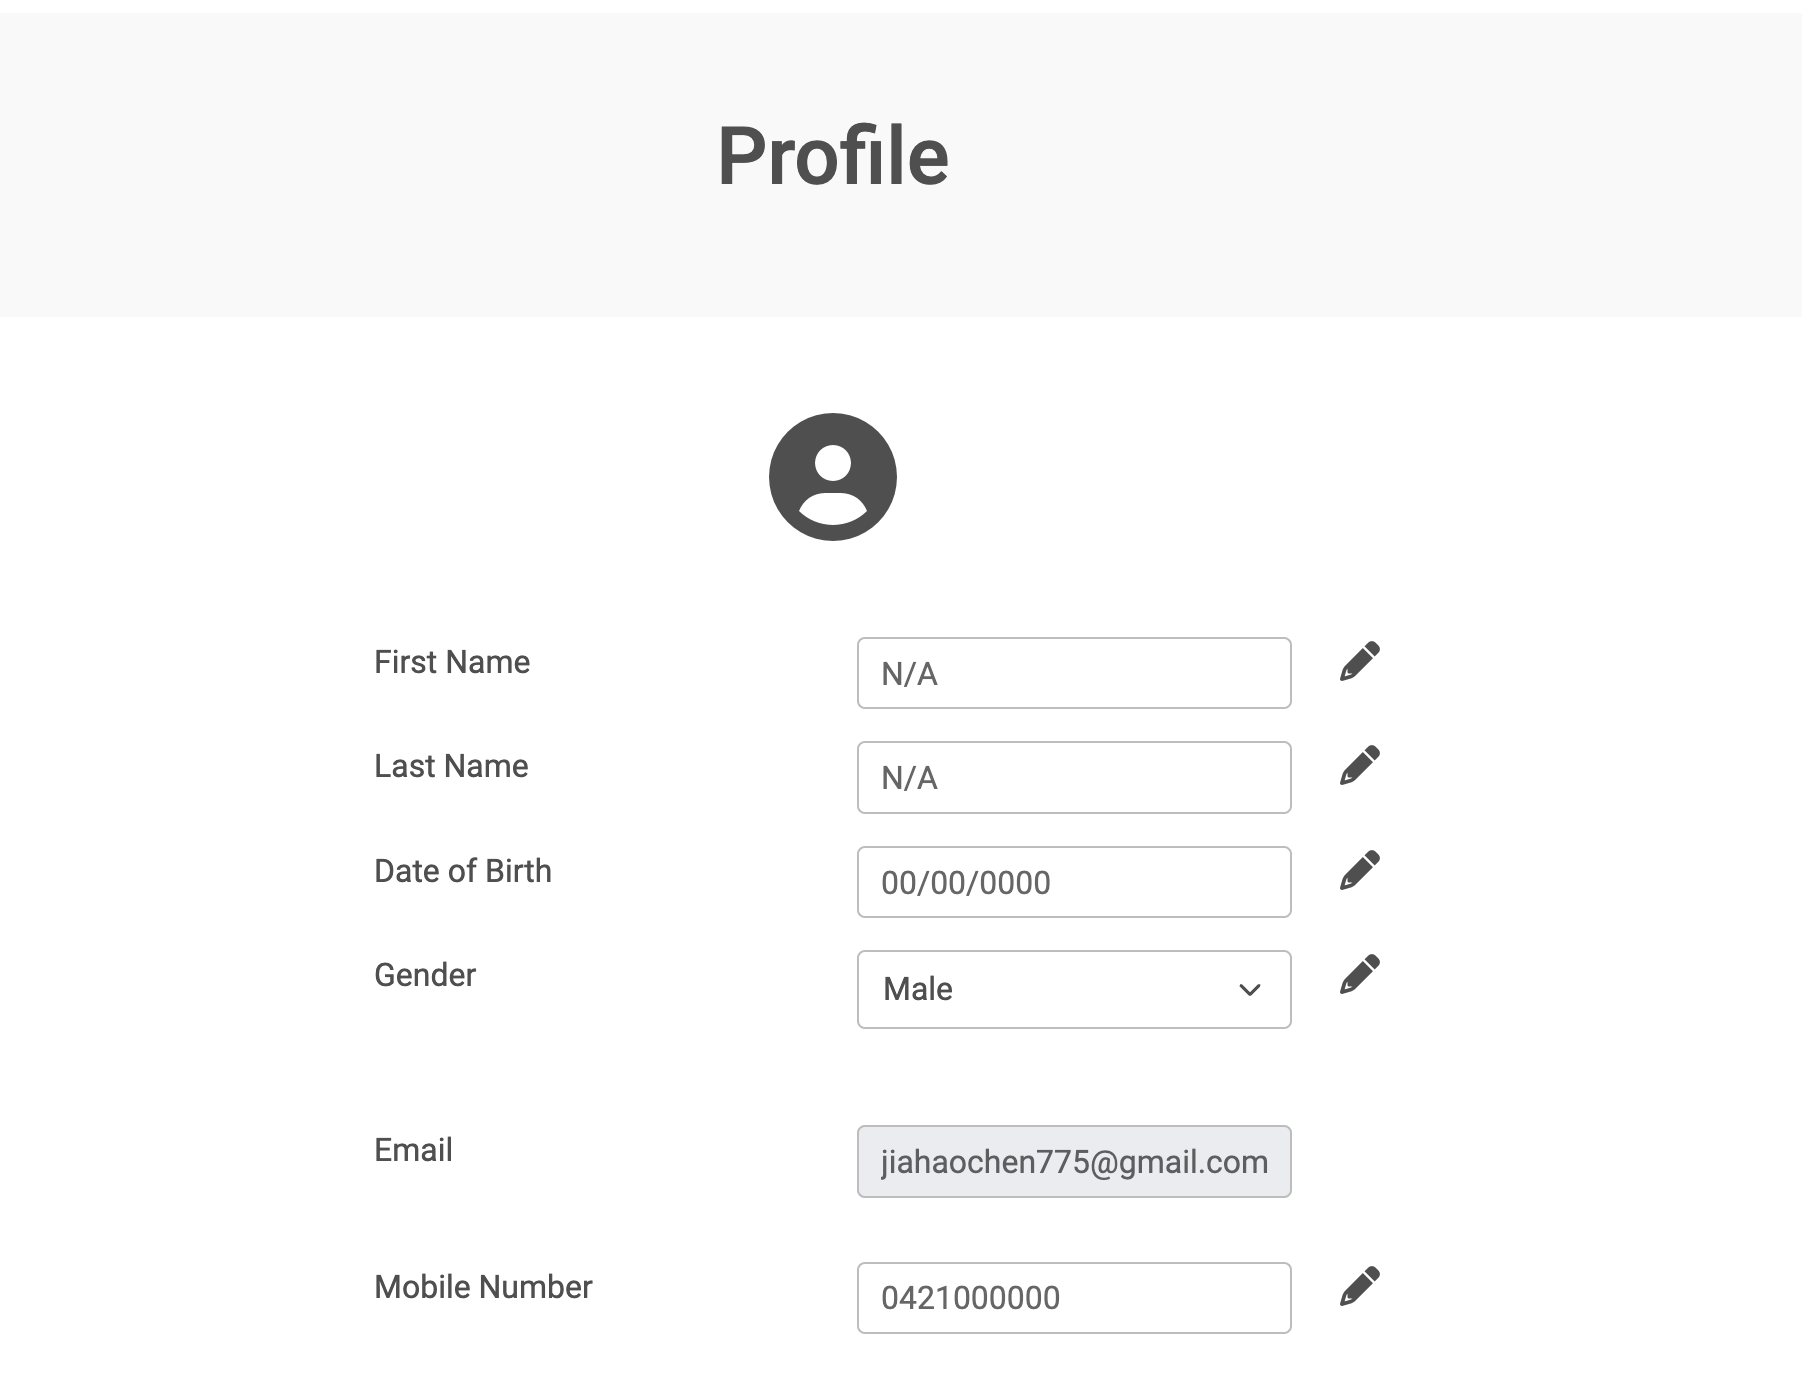 Profile
First Name
N/A
Last Name
N/A
Date of Birth
00/00/0000
Gender
Male
Email
jiahaochen775@gmail.com
Mobile Number
0421000000